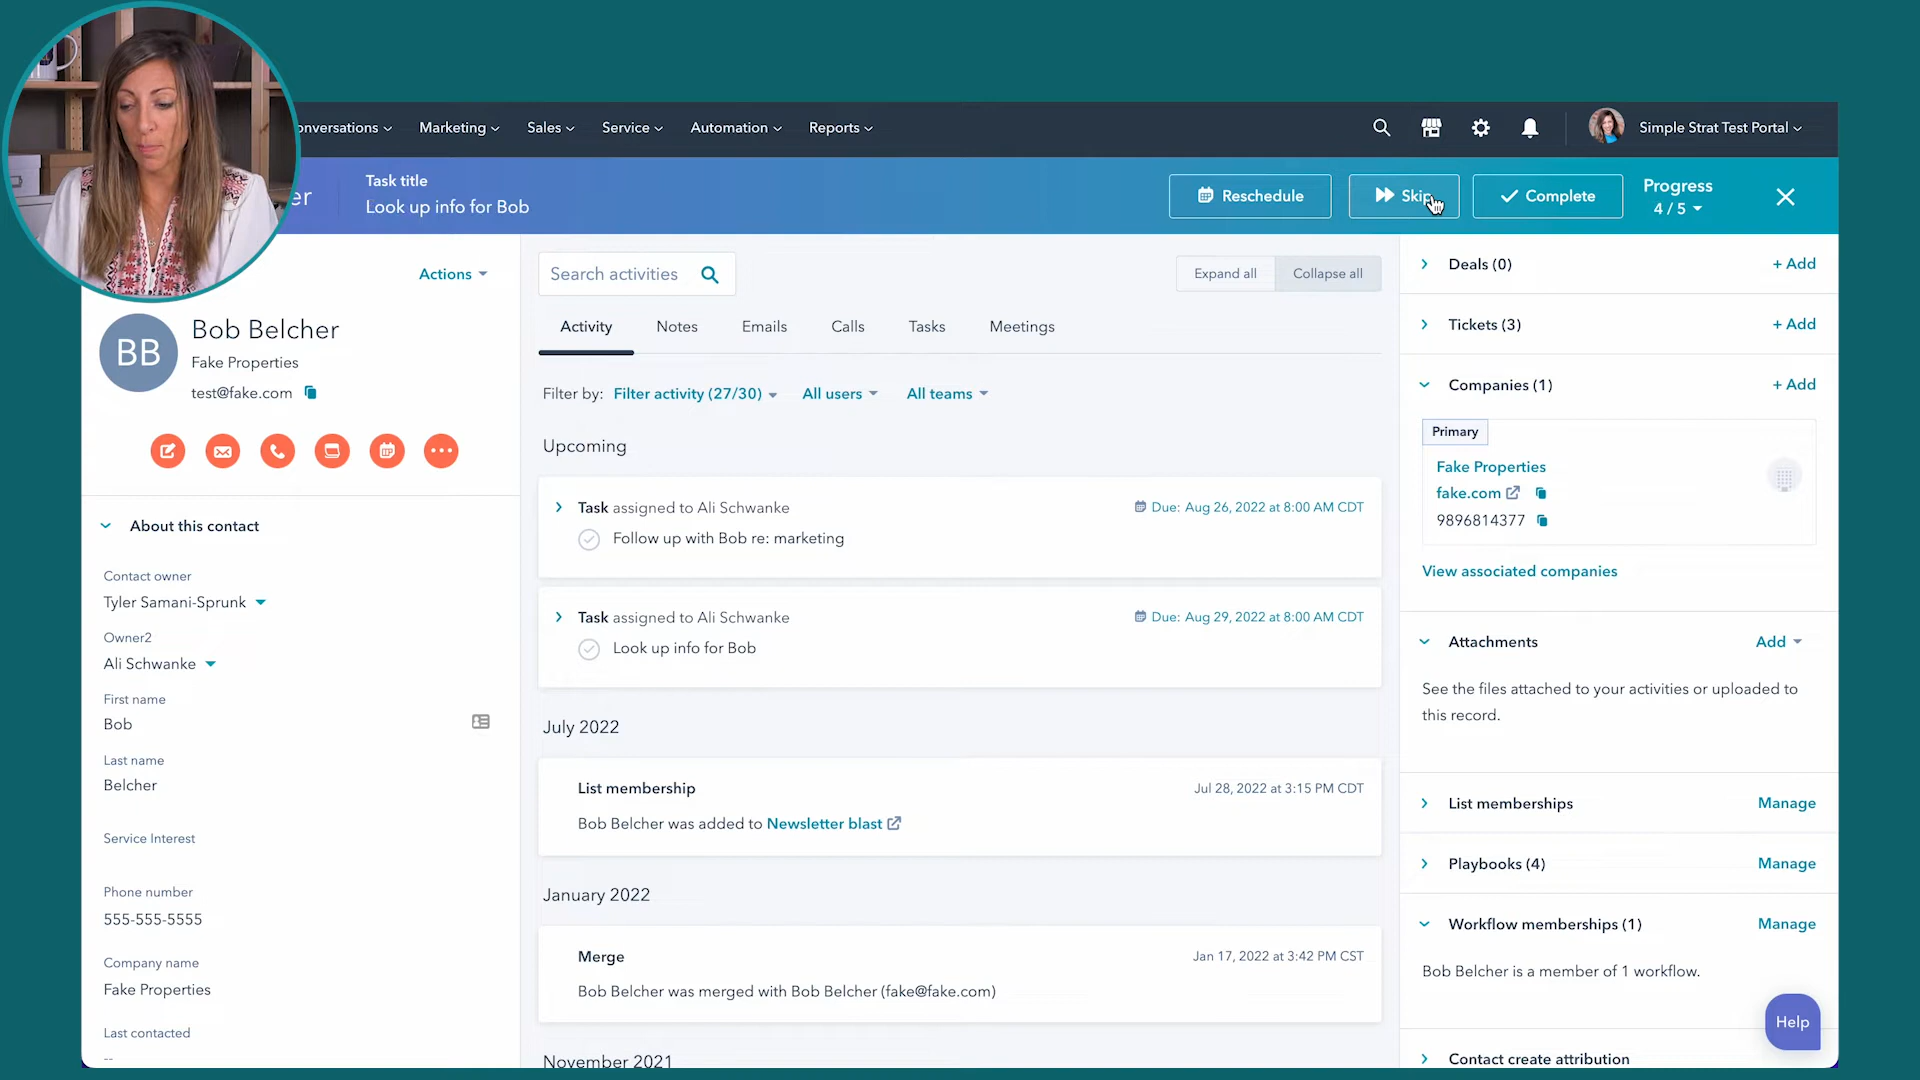 onversations
Marketing
Sales
Service
Automation
Reports
Simple Strat Test Portal
er
Task title
Look up info for Bob
Reschedule
Skip
Complete
Progress
4 / 5
Actions
BB
Bob Belcher
Fake Properties
test@fake.com
About this contact
Contact owner
Tyler Samani-Sprunk
Owner2
Ali Schwanke
First name
Bob
Last name
Belcher
Service Interest
Phone number
555-555-5555
Company name
Fake Properties
Last contacted
--
Search activities
Expand all
Collapse all
Activity
Notes
Emails
Calls
Tasks
Meetings
Filter by: Filter activity (27/30) All users All teams
Upcoming
Task assigned to Ali Schwanke
Due: Aug 26, 2022 at 8:00 AM CDT
Follow up with Bob re: marketing
Task assigned to Ali Schwanke
Due: Aug 29, 2022 at 8:00 AM CDT
Look up info for Bob
July 2022
List membership
Jul 28, 2022 at 3:15 PM CDT
Bob Belcher was added to Newsletter blast
January 2022
Merge
Jan 17, 2022 at 3:42 PM CST
Bob Belcher was merged with Bob Belcher (fake@fake.com)
November 2021
Deals (0)
+ Add
Tickets (3)
+ Add
Companies (1)
+ Add
Primary
Fake Properties
fake.com
9896814377
View associated companies
Attachments
Add
See the files attached to your activities or uploaded to
this record.
List memberships
Manage
Playbooks (4)
Manage
Workflow memberships (1)
Manage
Bob Belcher is a member of 1 workflow.
Help
Contact create attribution